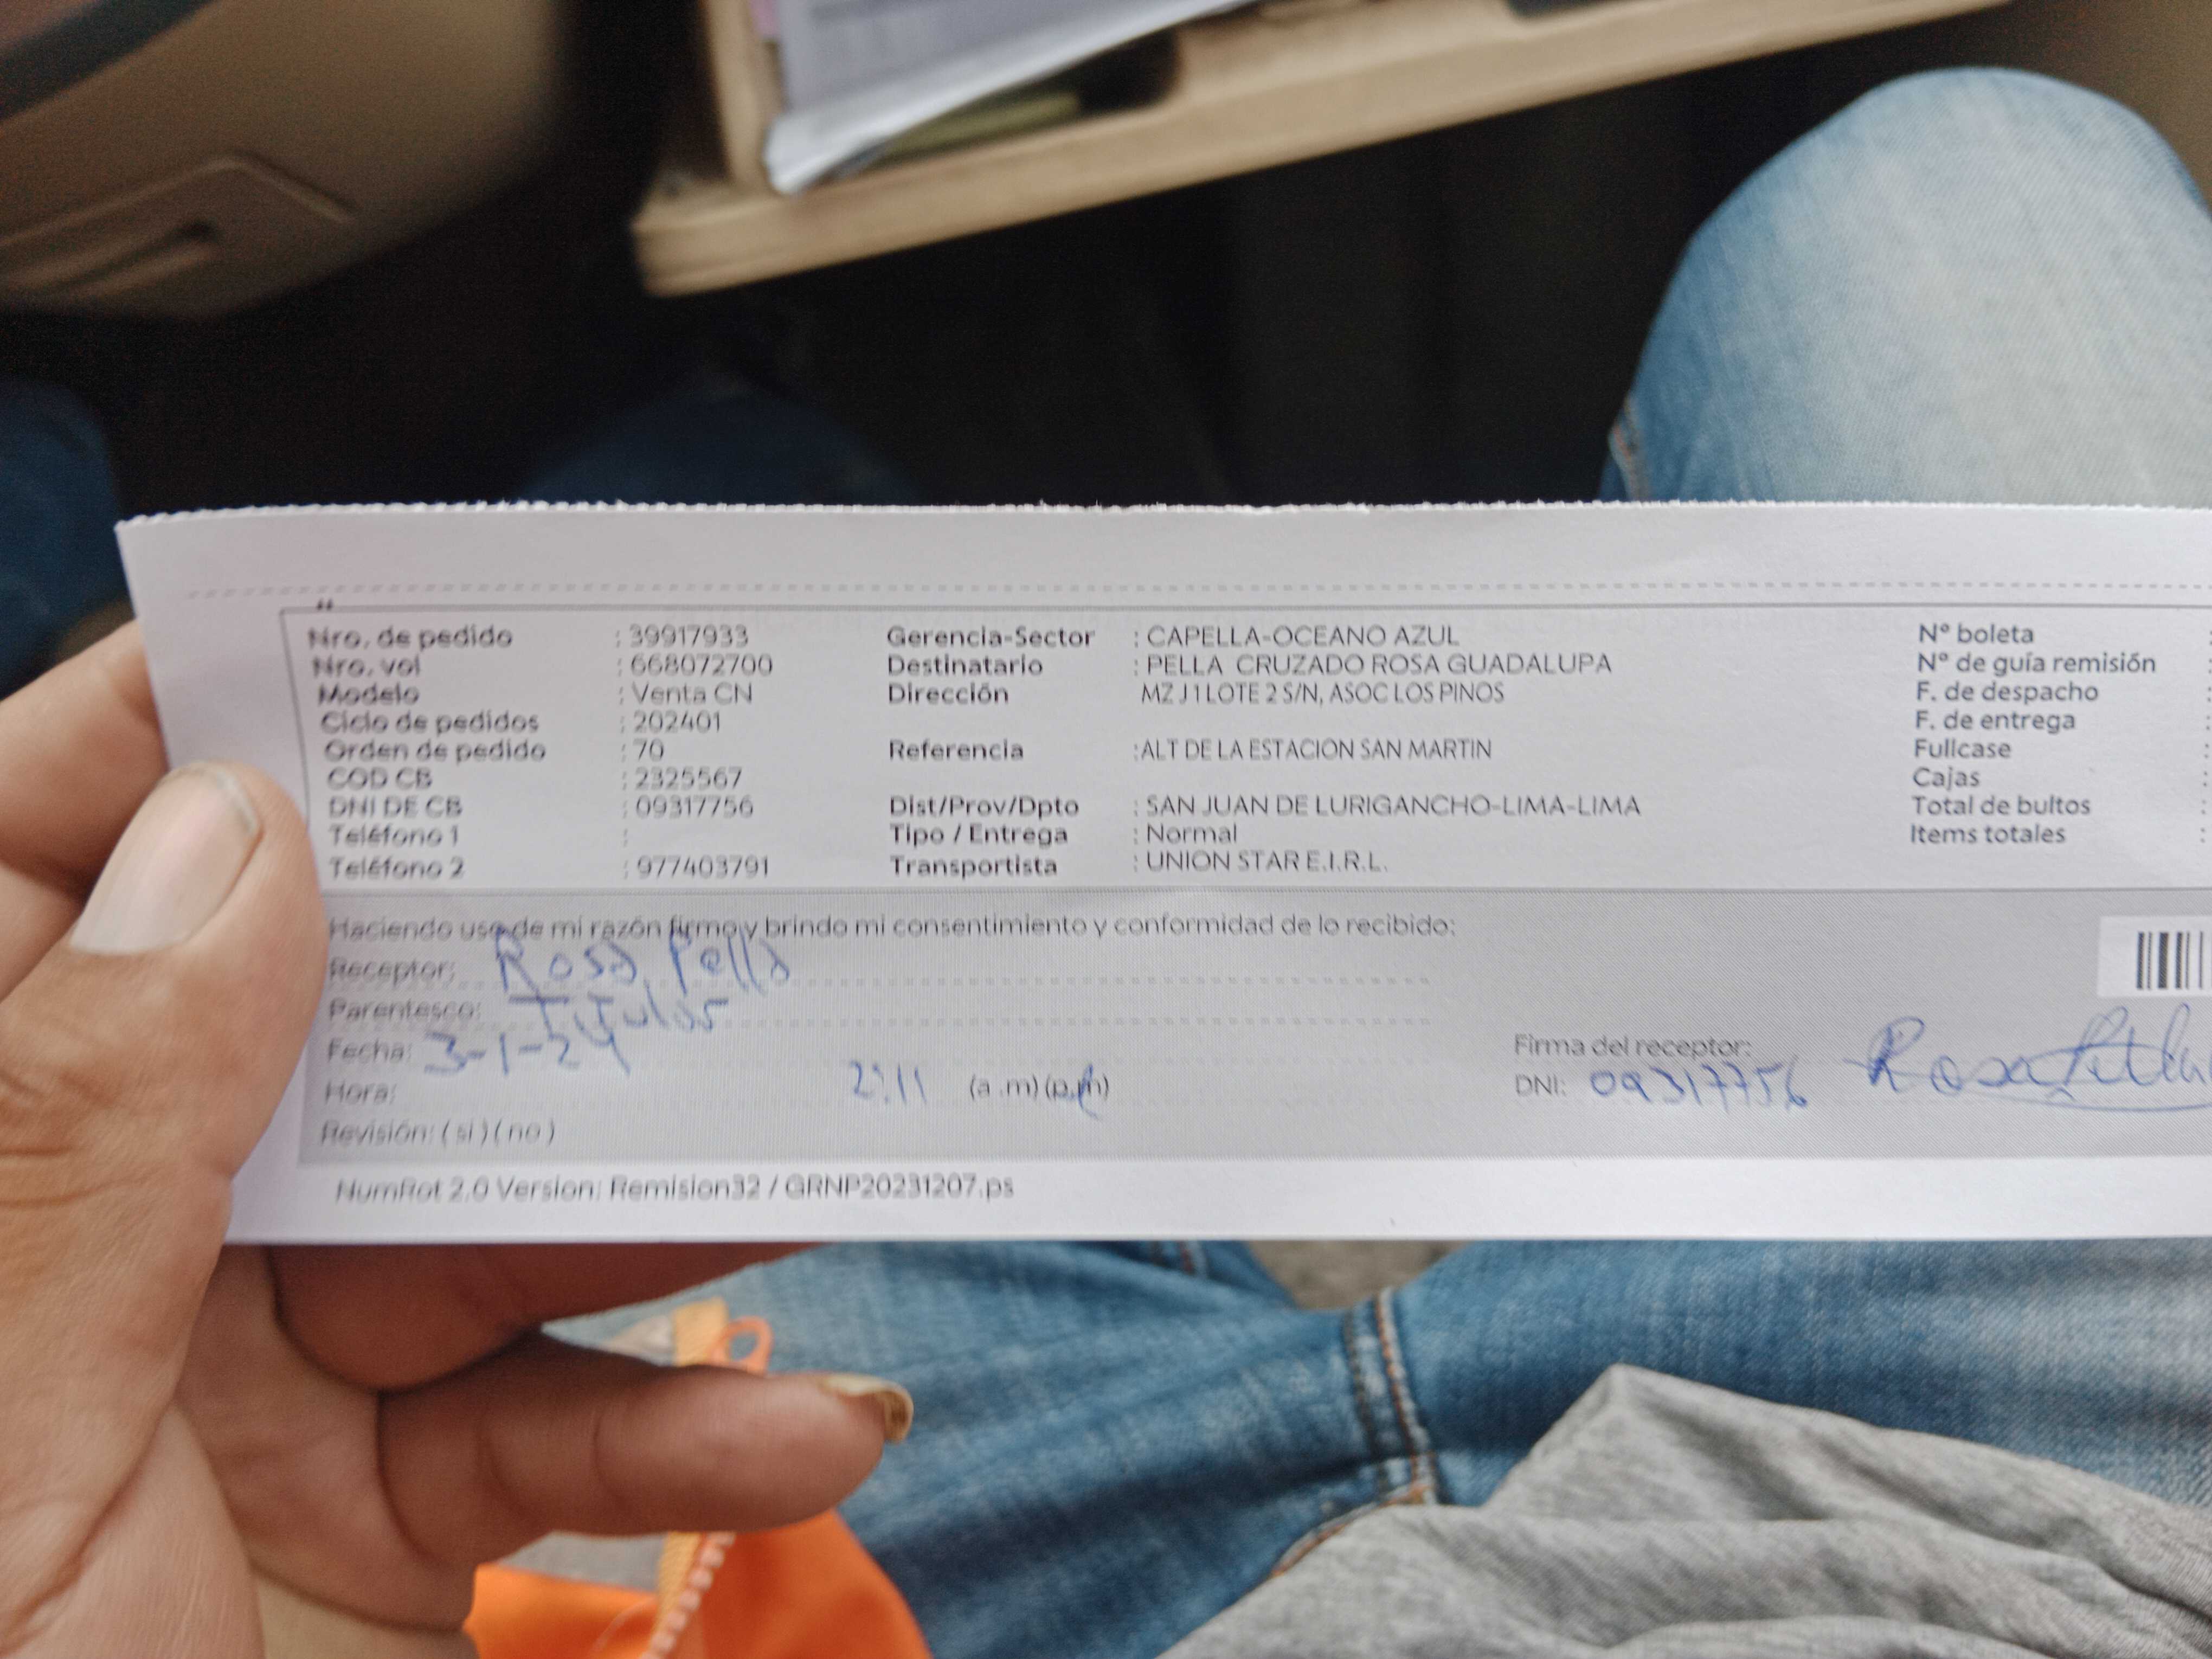 Nro. de pedido : 39917933 Gerencia-Sector : CAPELLA-OCEANO AZUL N° boleta :
Nro. vol : 668072700 Destinatario : PELLA CRUZADO ROSA GUADALUPA N° de guía remisión :
Modelo : Venta CN Dirección MZ J1 LOTE 2 S/N, ASOC LOS PINOS F. de despacho :
Ciclo de pedidos : 202401 F. de entrega :
Orden de pedido : 70 Referencia :ALT DE LA ESTACION SAN MARTIN Fullcase :
COD CB : 2325567 Cajas :
DNI DE CB : 09317756 Dist/Prov/Dpto : SAN JUAN DE LURIGANCHO-LIMA-LIMA Total de bultos :
Teléfono 1 : Tipo / Entrega : Normal Items totales :
Teléfono 2 : 977403791 Transportista : UNION STAR E.I.R.L.
Haciendo uso de mi razón firmo y brindo mi consentimiento y conformidad de lo recibido:
Receptor: Rosa Pella
Parentesco: Titular
Fecha: 3-1-24 Firma del receptor:
Hora: 2:11 (a .m) (p.m) DNI: 09317756 Rosa Pella
Revisión: ( si ) ( no )
NumRot 2.0 Version: Remision32 / GRNP20231207.ps